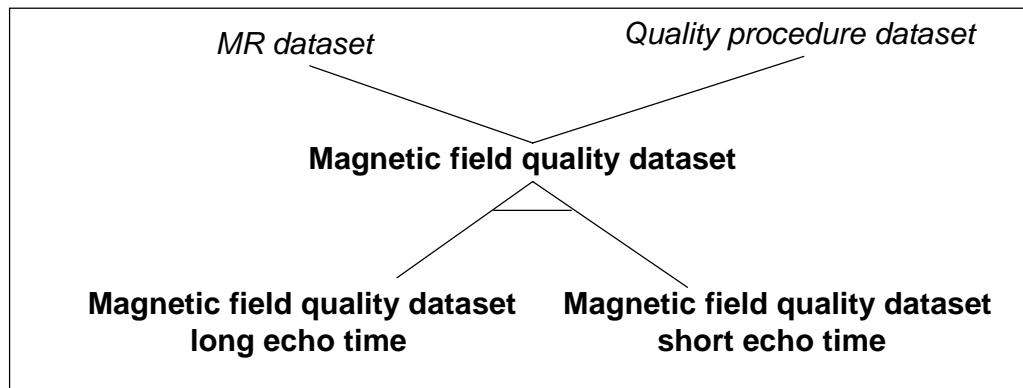 MR dataset
Quality procedure dataset
Magnetic field quality dataset
Magnetic field quality dataset
long echo time
Magnetic field quality dataset
short echo time